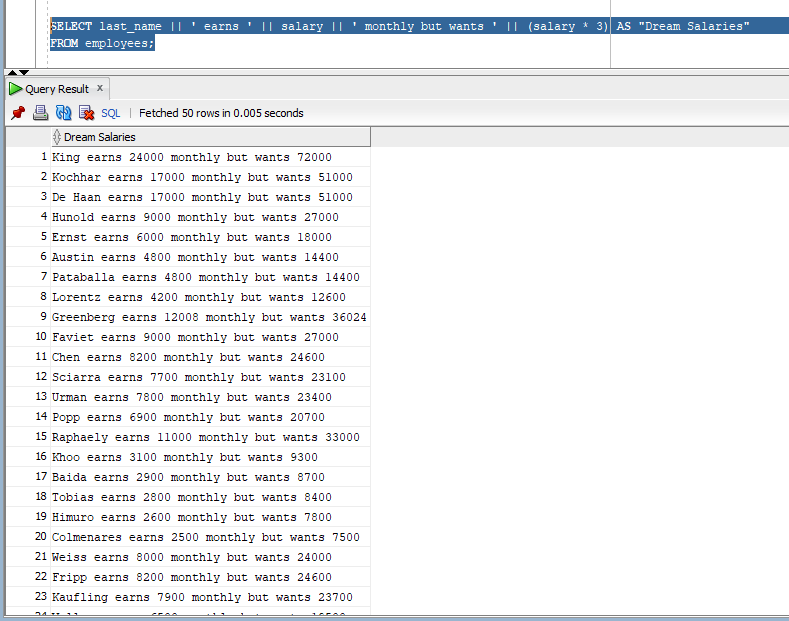 SELECT last_name || ' earns ' || salary || ' monthly but wants ' || (salary * 3) AS "Dream Salaries"
FROM employees;
Query Result x
SQL | Fetched 50 rows in 0.005 seconds
Dream Salaries
1 King earns 24000 monthly but wants 72000
2 Kochhar earns 17000 monthly but wants 51000
3 De Haan earns 17000 monthly but wants 51000
4 Hunold earns 9000 monthly but wants 27000
5 Ernst earns 6000 monthly but wants 18000
6 Austin earns 4800 monthly but wants 14400
7 Pataballa earns 4800 monthly but wants 14400
8 Lorentz earns 4200 monthly but wants 12600
9 Greenberg earns 12008 monthly but wants 36024
10 Faviet earns 9000 monthly but wants 27000
11 Chen earns 8200 monthly but wants 24600
12 Sciarra earns 7700 monthly but wants 23100
13 Urman earns 7800 monthly but wants 23400
14 Popp earns 6900 monthly but wants 20700
15 Raphaely earns 11000 monthly but wants 33000
16 Khoo earns 3100 monthly but wants 9300
17 Baida earns 2900 monthly but wants 8700
18 Tobias earns 2800 monthly but wants 8400
19 Himuro earns 2600 monthly but wants 7800
20 Colmenares earns 2500 monthly but wants 7500
21 Weiss earns 8000 monthly but wants 24000
22 Fripp earns 8200 monthly but wants 24600
23 Kaufling earns 7900 monthly but wants 23700